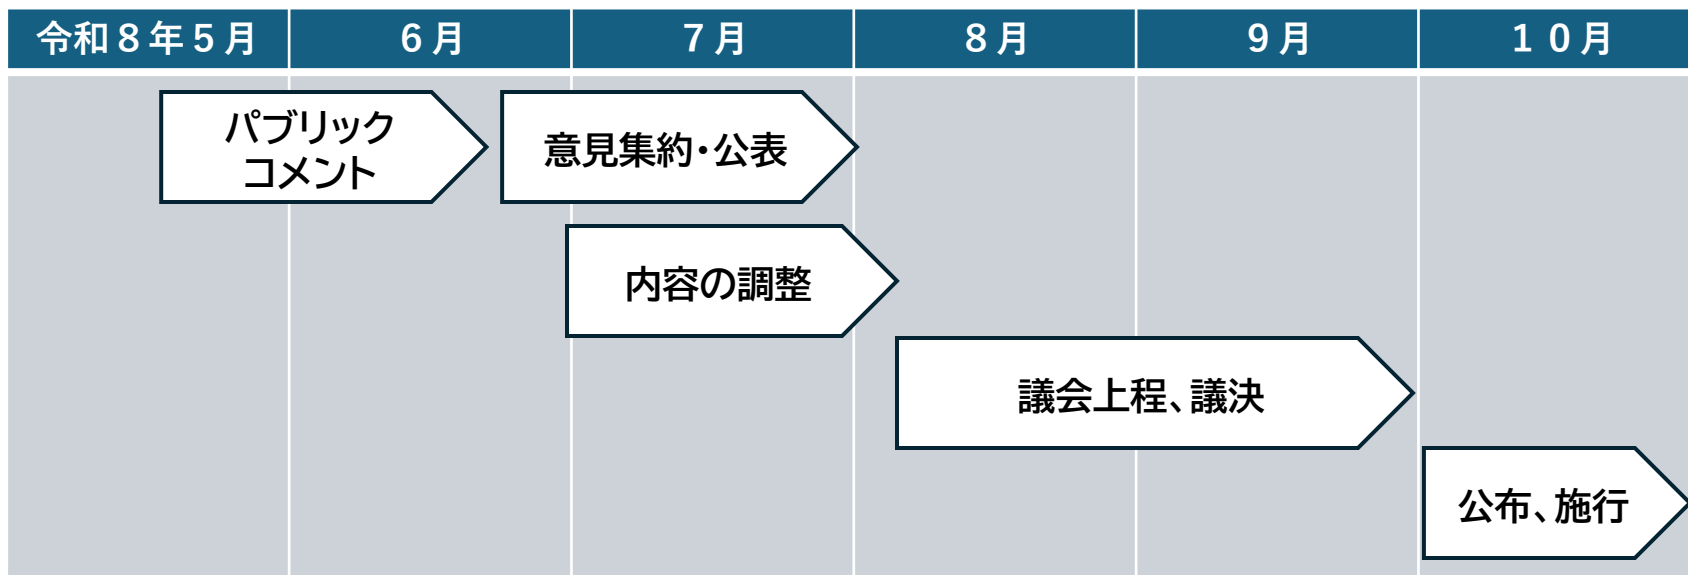 令和8年5月 6月 7月 8月 9月 10月
パブリック
コメント
意見集約・公表
内容の調整
議会上程、議決
公布、施行